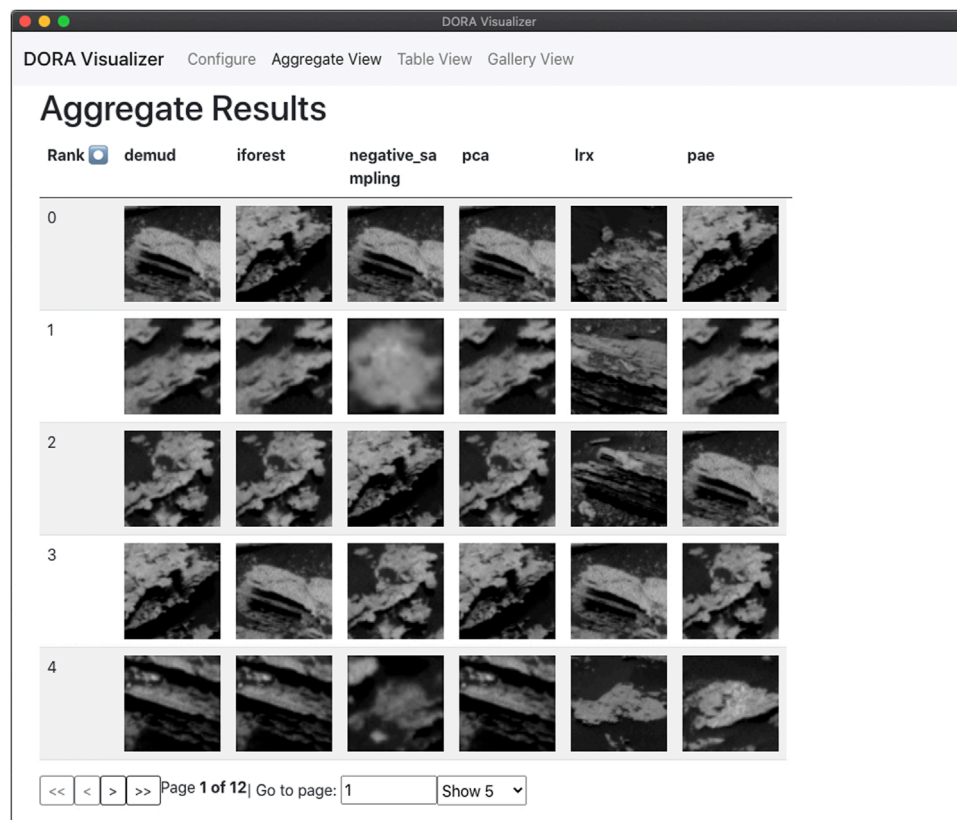 DORA Visualizer
DORA Visualizer Configure Aggregate View Table View Gallery View
Aggregate Results
Rank demud iforest negative_sa pca lrx pae
mpling
0
1
2
3
4
<< < > >> Page 1 of 12 | Go to page: 1 Show 5